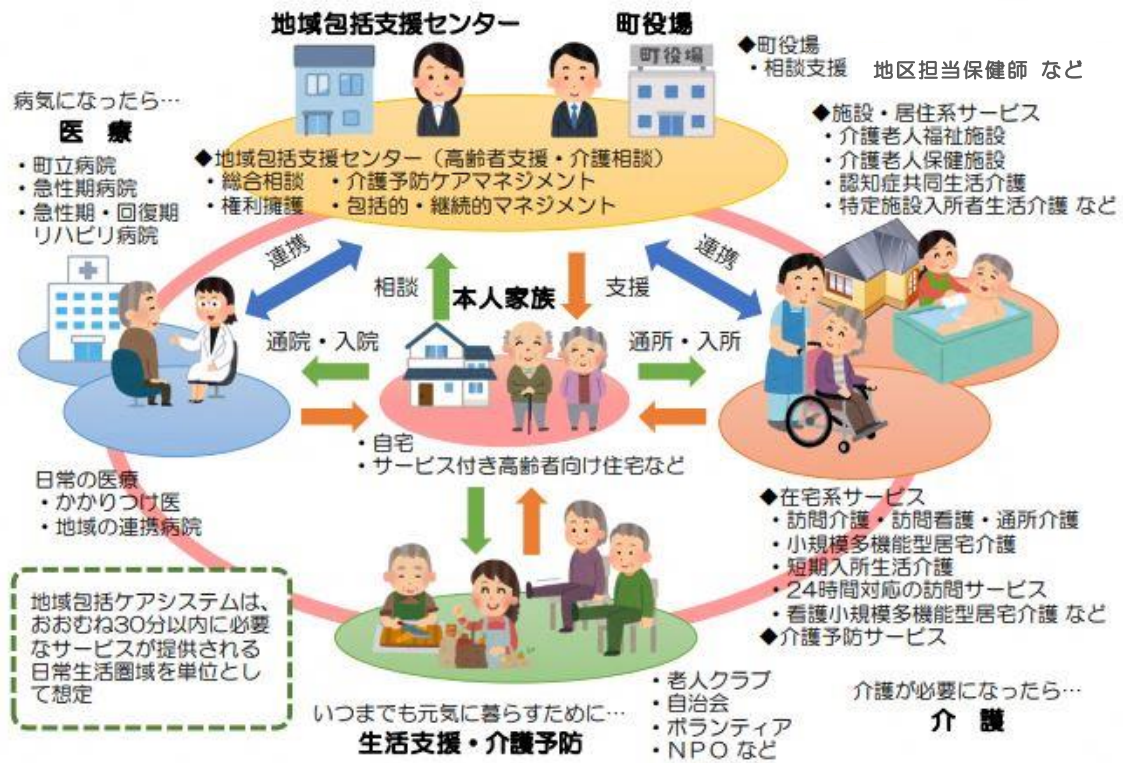 地域包括支援センター
町役場
町役場
◆町役場
・相談支援 地区担当保健師 など
病気になったら…
医 療
・町立病院
・急性期病院
・急性期・回復期
リハビリ病院
◆地域包括支援センター(高齢者支援・介護相談)
・総合相談 ・介護予防ケアマネジメント
・権利擁護 ・包括的・継続的マネジメント
◆施設・居住系サービス
・介護老人福祉施設
・介護老人保健施設
・認知症共同生活介護
・特定施設入所者生活介護 など
連携
連携
相談
本人家族
支援
通院・入院
通所・入所
・自宅
・サービス付き高齢者向け住宅など
日常の医療
・かかりつけ医
・地域の連携病院
◆在宅系サービス
・訪問介護・訪問看護・通所介護
・小規模多機能型居宅介護
・短期入所生活介護
・24時間対応の訪問サービス
・看護小規模多機能型居宅介護 など
◆介護予防サービス
地域包括ケアシステムは、
おおむね30分以内に必要
なサービスが提供される
日常生活圏域を単位とし
て想定
いつまでも元気に暮らすために…
生活支援・介護予防
・老人クラブ
・自治会
・ボランティア
・NPO など
介護が必要になったら…
介 護